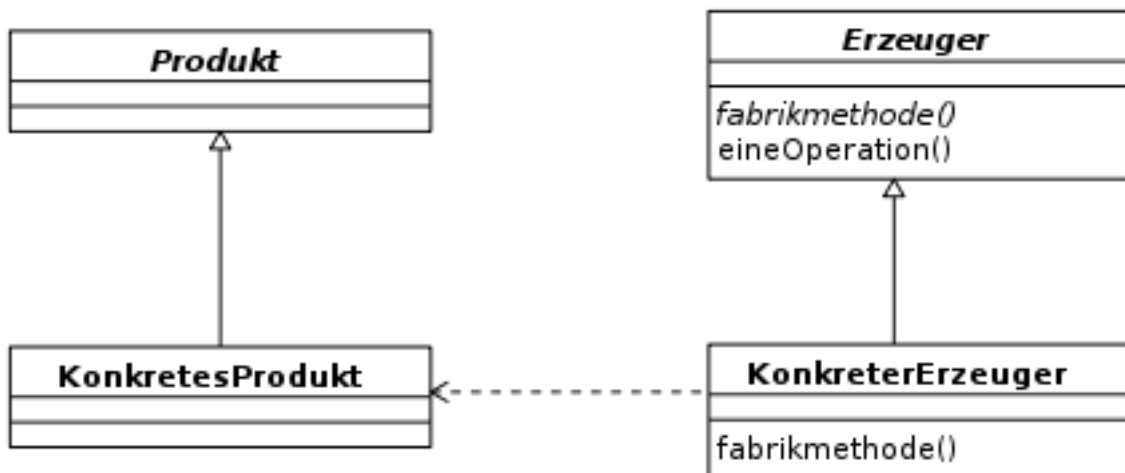 Produkt
Erzeuger
fabrikmethode()
eineOperation()
KonkretesProdukt
KonkreterErzeuger
fabrikmethode()